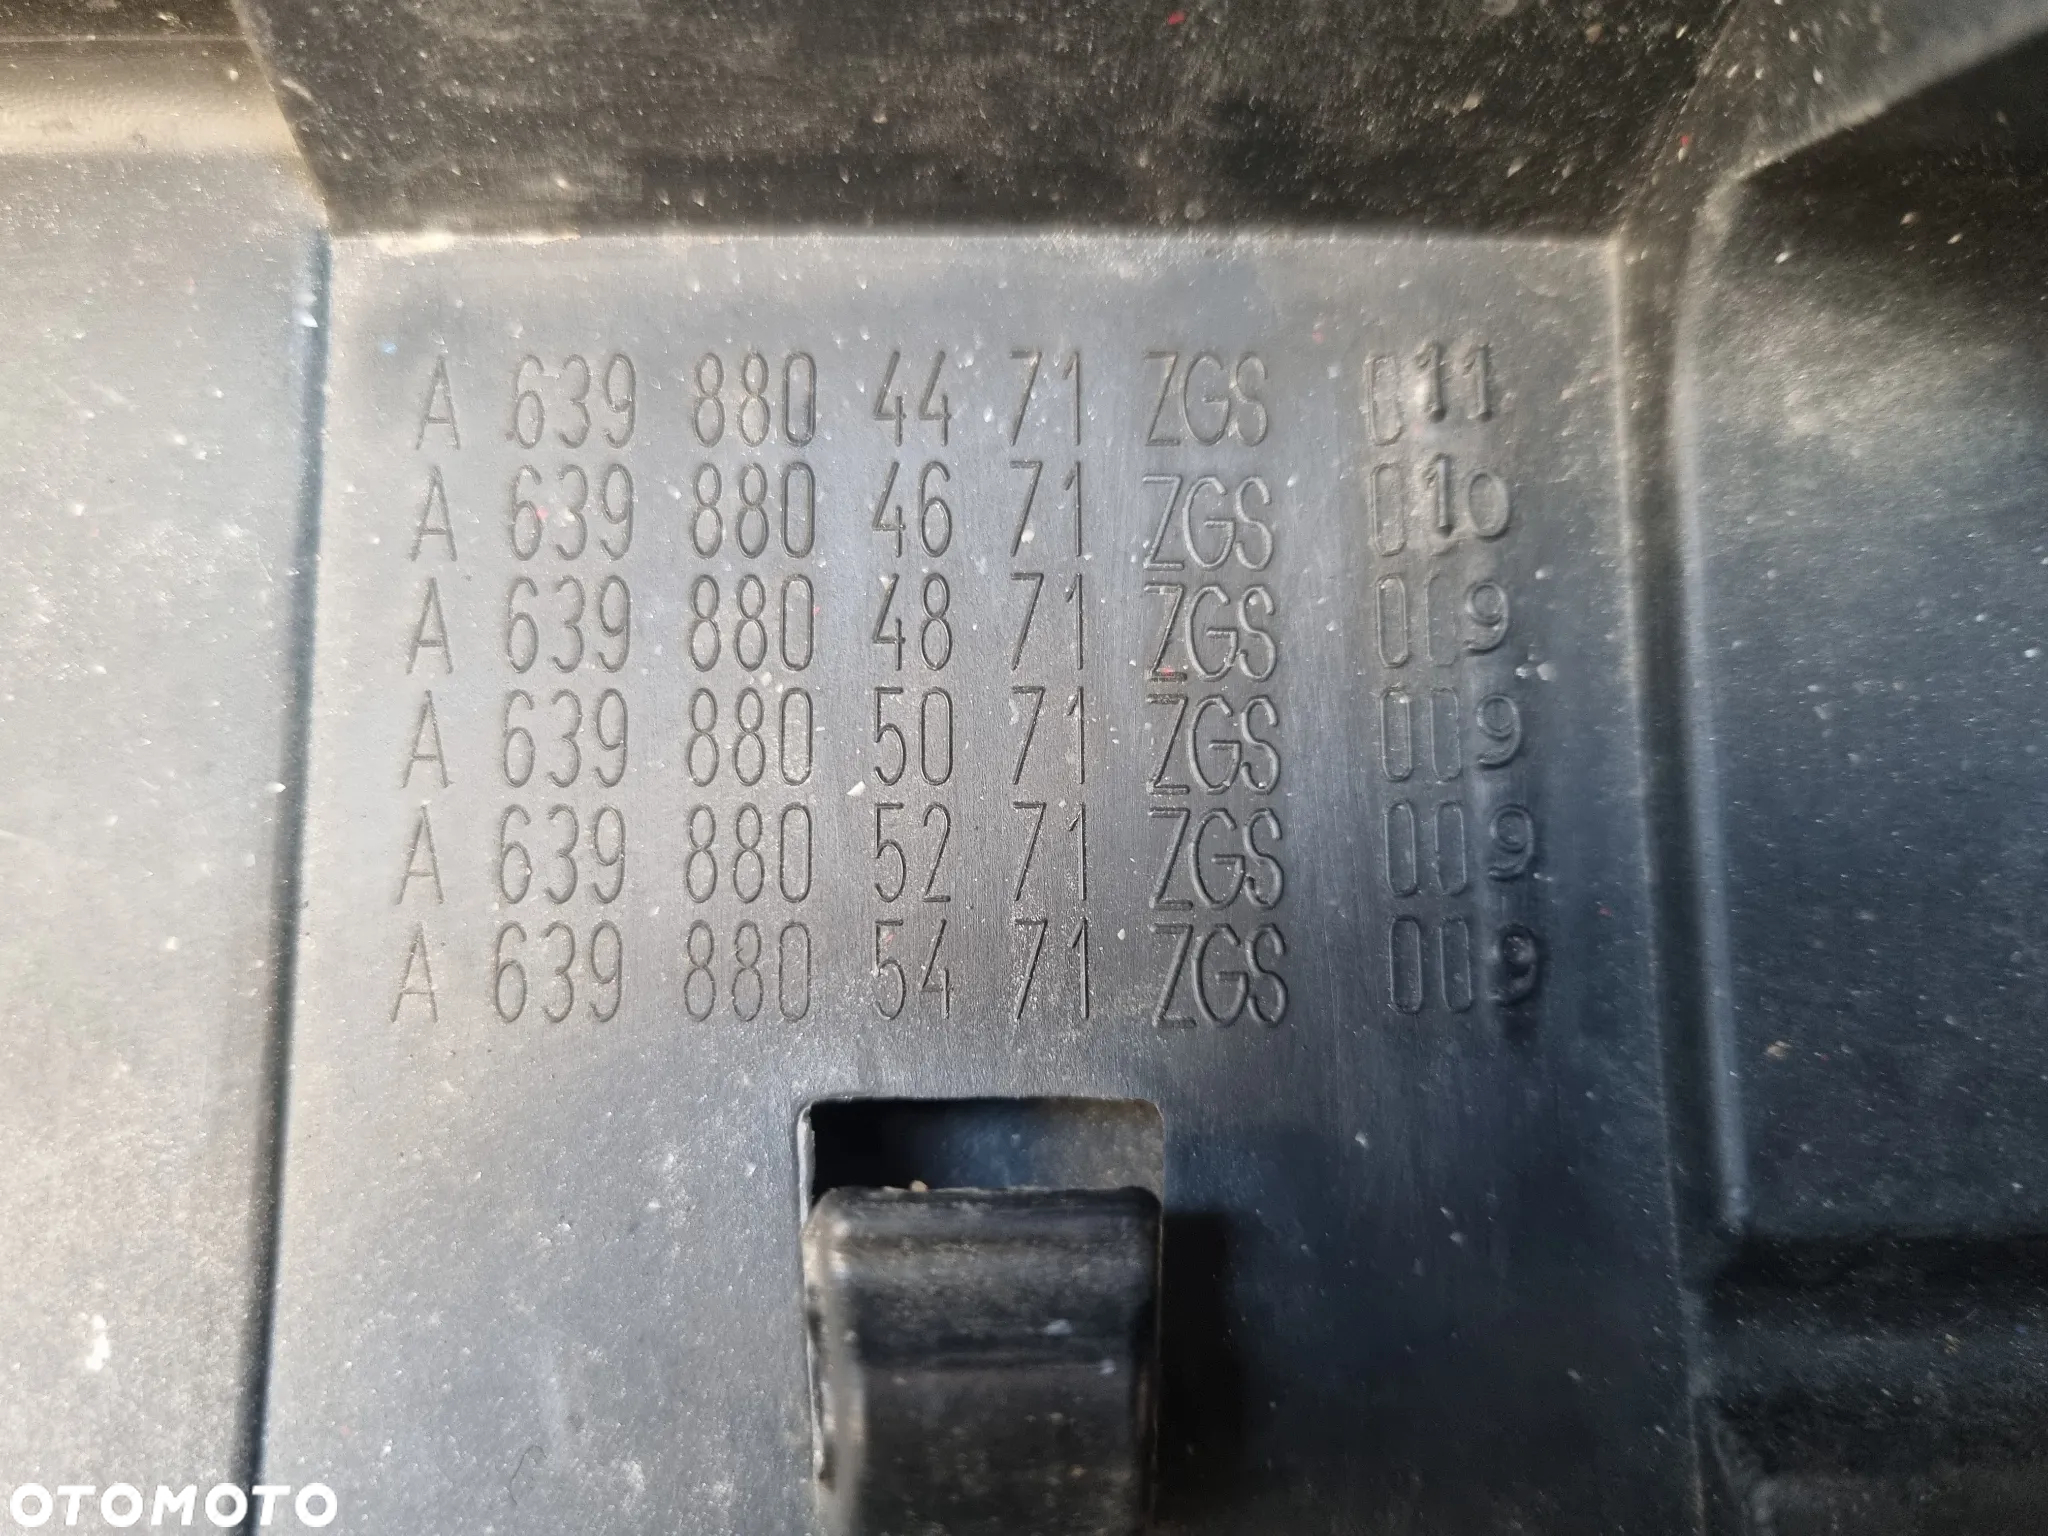 A 639 880 44 71 ZGS 011
A 639 880 46 71 ZGS 010
A 639 880 48 71 ZGS 009
A 639 880 50 71 ZGS 009
A 639 880 52 71 ZGS 009
A 639 880 54 71 ZGS 009
OTOMOTO